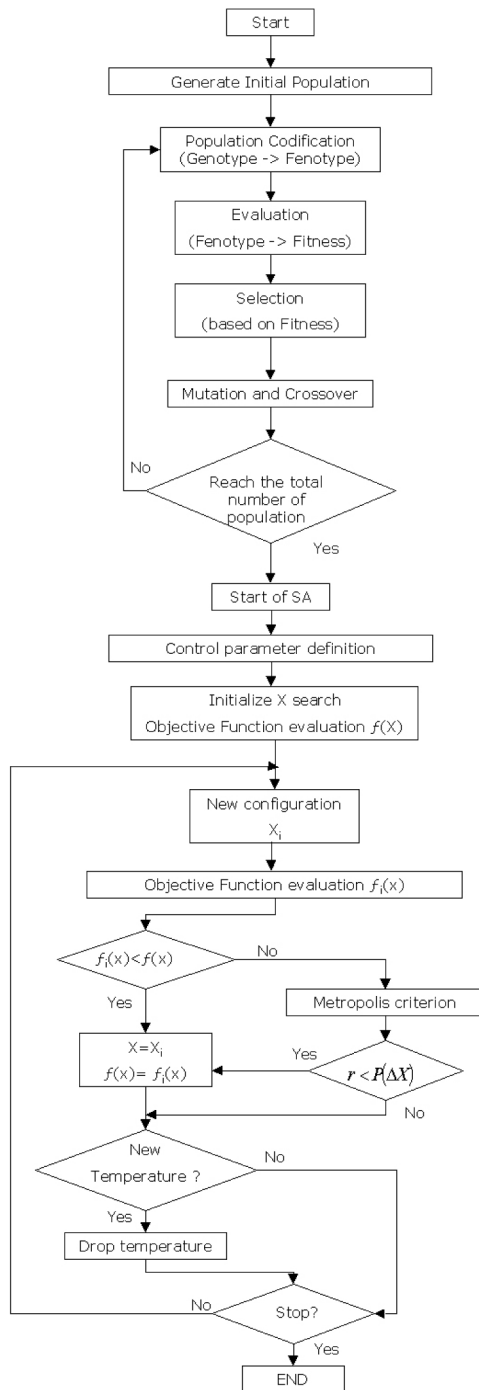 Start
Generate Initial Population
Population Codification
(Genotype -> Fenotype)
Evaluation
(Fenotype -> Fitness)
Selection
(based on Fitness)
Mutation and Crossover
No
Reach the total
number of
population
Yes
Start of SA
Control parameter definition
Initialize X search
Objective Function evaluation f(X)
New configuration
Xᵢ
Objective Function evaluation fᵢ(x)
fᵢ(x)<f(x)
No
Yes
Metropolis criterion
X=Xᵢ
f(x)= fᵢ(x)
Yes
r < P(ΔX)
No
New
Temperature ?
No
Yes
Drop temperature
No
Stop?
Yes
END